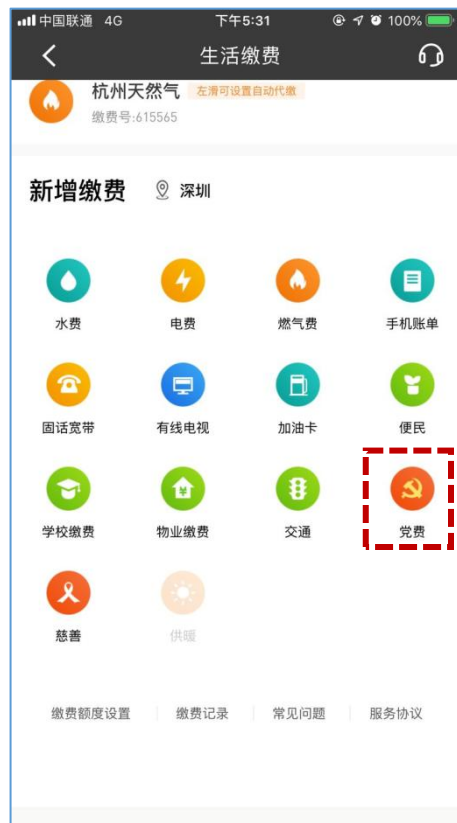 中国联通 4G 下午5:31 100%
生活缴费
杭州天然气 左滑可设置自动代缴
缴费号:615565
新增缴费 深圳
水费 电费 燃气费 手机账单
固话宽带 有线电视 加油卡 便民
学校缴费 物业缴费 交通 党费
慈善 供暖
缴费额度设置 缴费记录 常见问题 服务协议